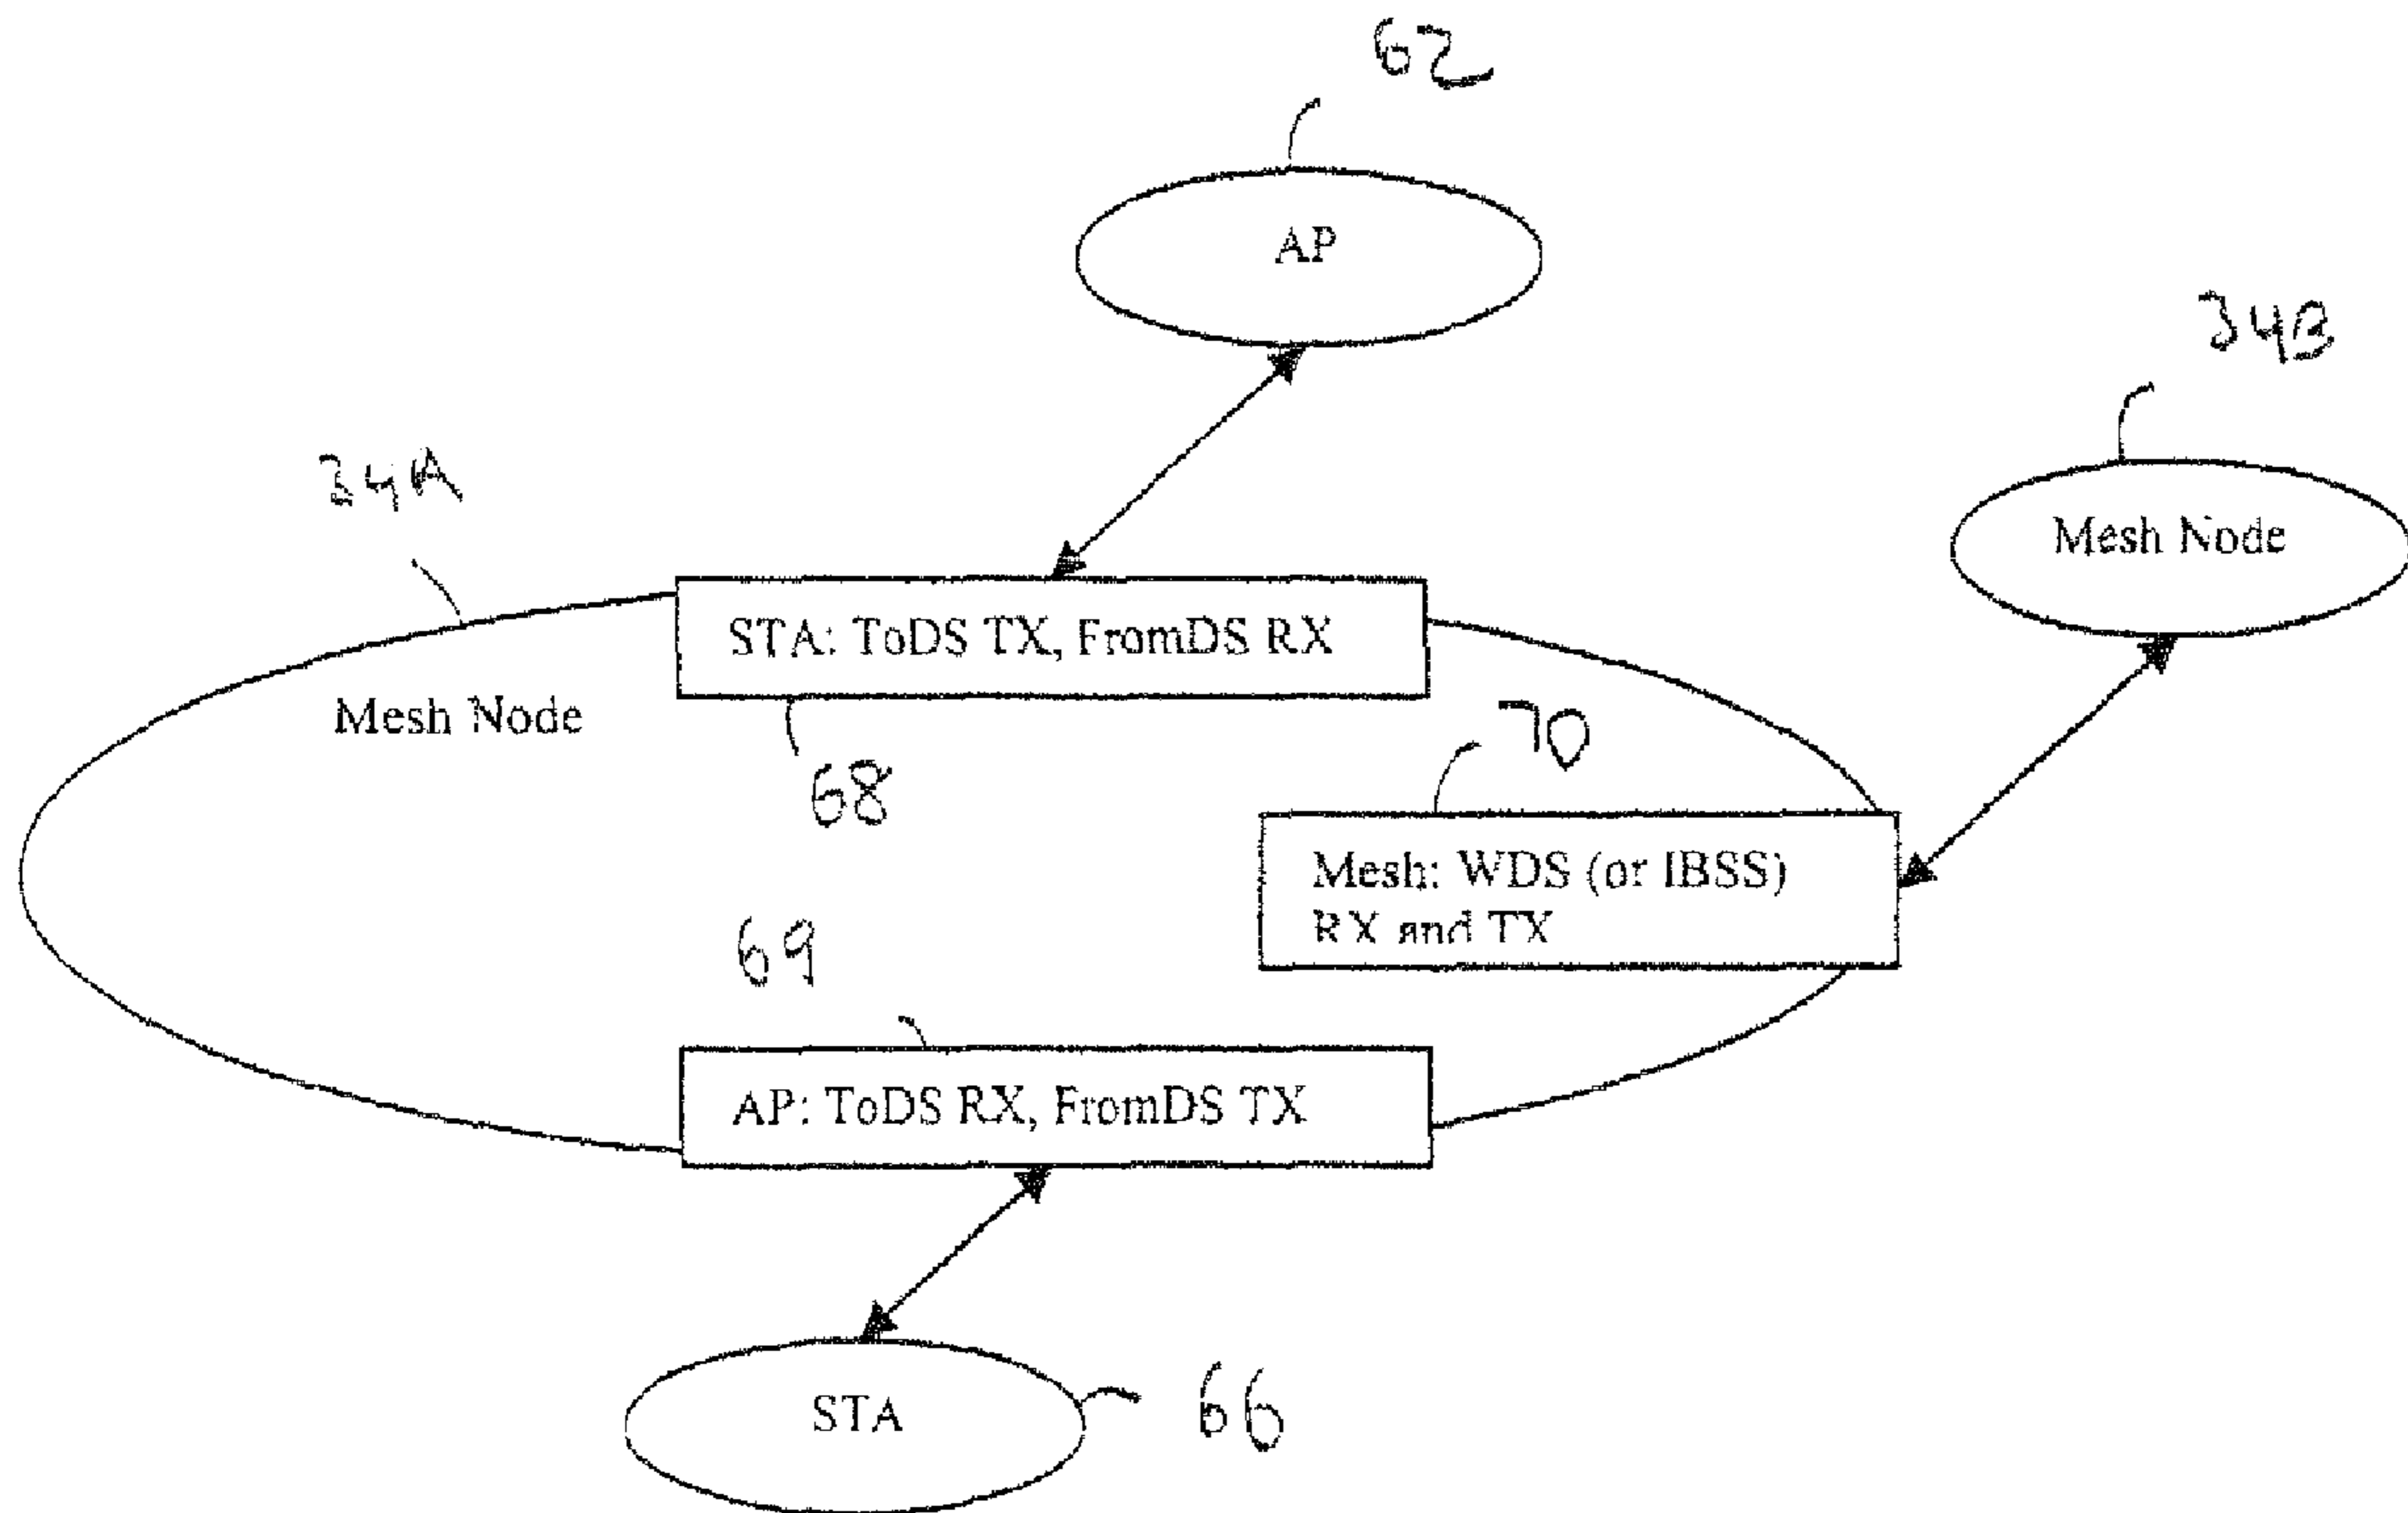 62
AP
34B
Mesh Node
34A
STA: ToDS TX, FromDS RX
Mesh Node
68
70
Mesh: WDS (or IBSS)
RX and TX
69
AP: ToDS RX, FromDS TX
STA
66